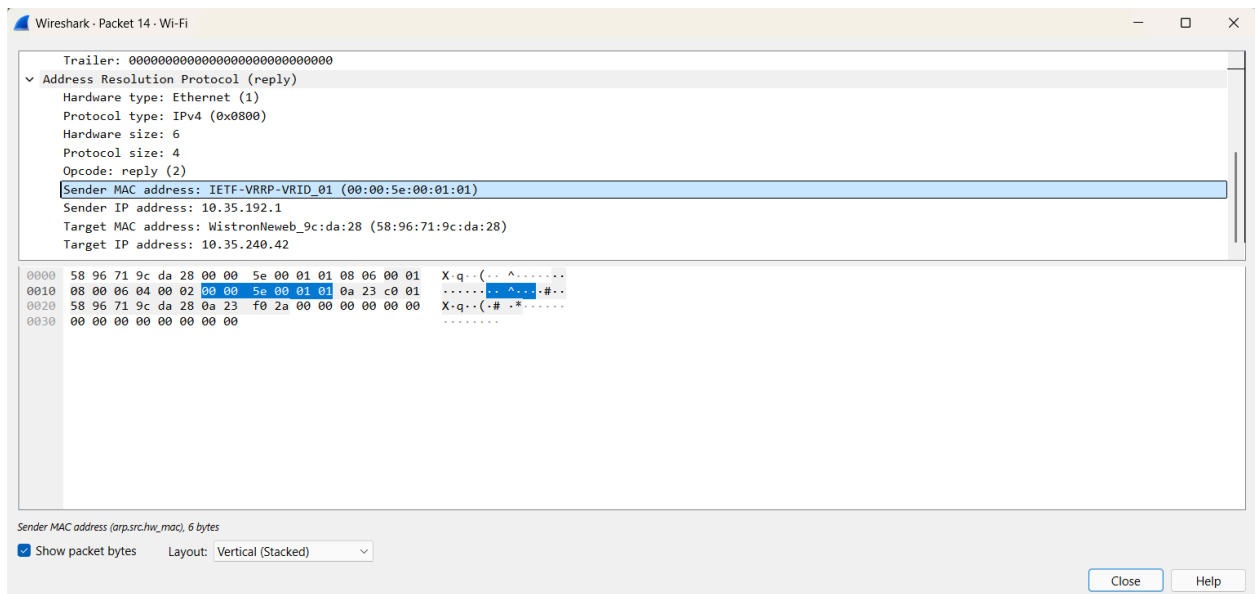 Wireshark · Packet 14 · Wi-Fi
Trailer: 0000000000000000000000000000
Address Resolution Protocol (reply)
Hardware type: Ethernet (1)
Protocol type: IPv4 (0x0800)
Hardware size: 6
Protocol size: 4
Opcode: reply (2)
Sender MAC address: IETF-VRRP-VRID_01 (00:00:5e:00:01:01)
Sender IP address: 10.35.192.1
Target MAC address: WistronNeweb_9c:da:28 (58:96:71:9c:da:28)
Target IP address: 10.35.240.42
0000 58 96 71 9c da 28 00 00 5e 00 01 01 08 06 00 01 X·q··(·· ^·······
0010 08 00 06 04 00 02 00 00 5e 00 01 01 0a 23 c0 01 ········ ^····#··
0020 58 96 71 9c da 28 0a 23 f0 2a 00 00 00 00 00 00 X·q··(·# ·*······
0030 00 00 00 00 00 00 00 00 ········
Sender MAC address (arp.src.hw_mac), 6 bytes
Show packet bytes Layout: Vertical (Stacked)
Close Help